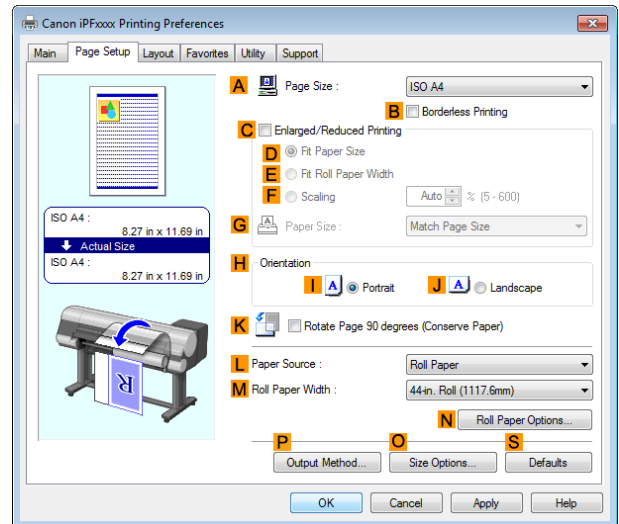 Canon iPFxxxx Printing Preferences
Main Page Setup Layout Favorites Utility Support
A Page Size : ISO A4
B Borderless Printing
C Enlarged/Reduced Printing
D Fit Paper Size
E Fit Roll Paper Width
F Scaling Auto % (5 - 600)
G Paper Size : Match Page Size
ISO A4 :
8.27 in x 11.69 in
Actual Size
ISO A4 :
8.27 in x 11.69 in
H Orientation
I A Portrait J A Landscape
K Rotate Page 90 degrees (Conserve Paper)
R
L Paper Source : Roll Paper
M Roll Paper Width : 44-in. Roll (1117.6mm)
N Roll Paper Options...
P O S
Output Method... Size Options... Defaults
OK Cancel Apply Help